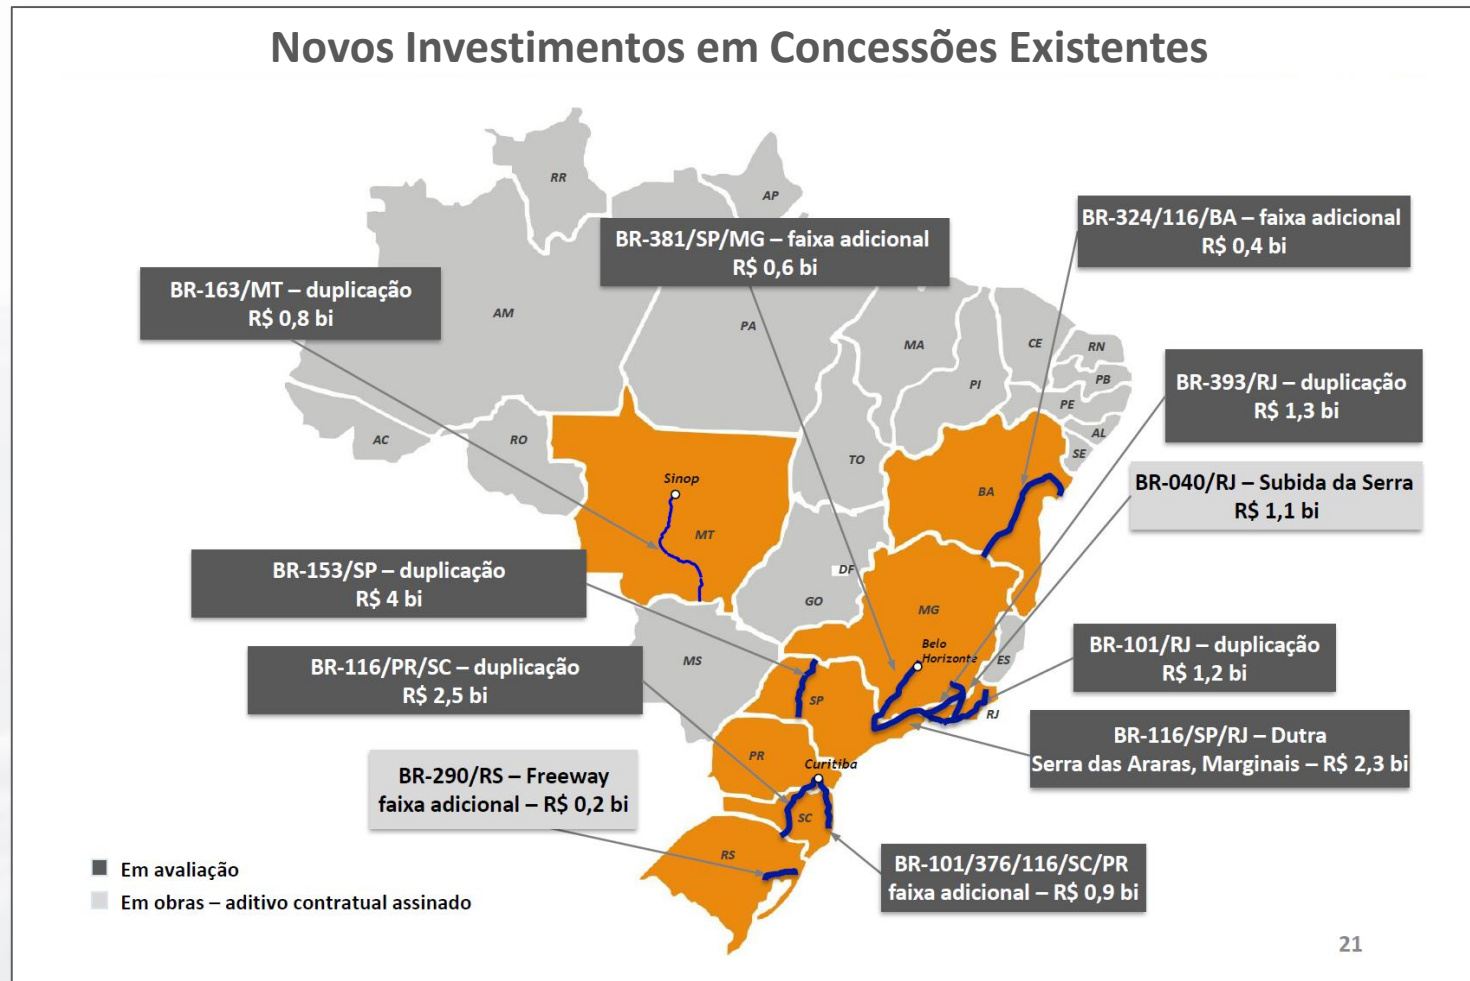 Novos Investimentos em Concessões Existentes
RR
AP
BR-324/116/BA – faixa adicional
R$ 0,4 bi
BR-381/SP/MG – faixa adicional
R$ 0,6 bi
BR-163/MT – duplicação
R$ 0,8 bi
AM
PA
MA
CE
RN
PB
PI
PE
AL
SE
BR-393/RJ – duplicação
R$ 1,3 bi
AC
RO
TO
Sinop
BA
MT
BR-040/RJ – Subida da Serra
R$ 1,1 bi
BR-153/SP – duplicação
R$ 4 bi
DF
GO
MG
Belo
Horizonte
ES
MS
BR-116/PR/SC – duplicação
R$ 2,5 bi
BR-101/RJ – duplicação
R$ 1,2 bi
SP
RJ
BR-116/SP/RJ – Dutra
Serra das Araras, Marginais – R$ 2,3 bi
PR
Curitiba
BR-290/RS – Freeway
faixa adicional – R$ 0,2 bi
SC
RS
BR-101/376/116/SC/PR
faixa adicional – R$ 0,9 bi
Em avaliação
Em obras – aditivo contratual assinado
21